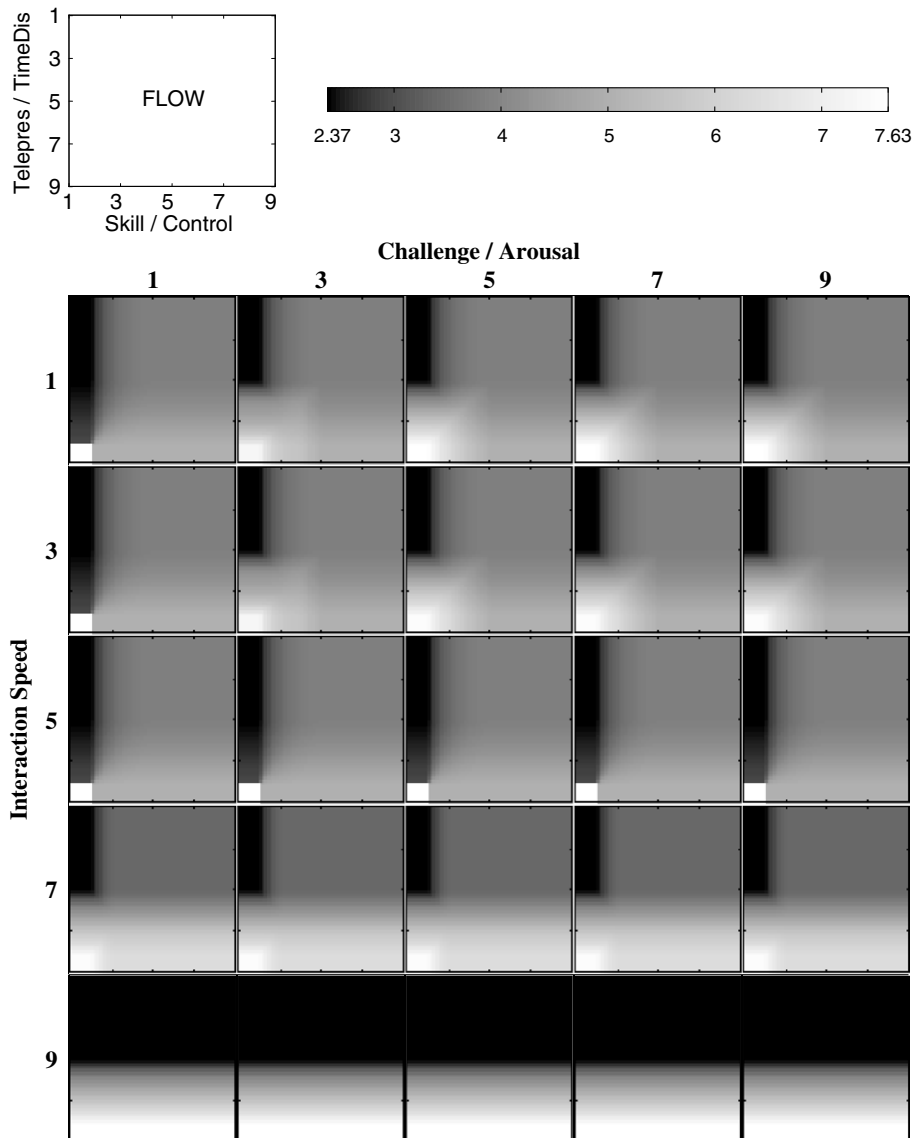 Telepres / TimeDis
1
3
5
7
9
FLOW
1 3 5 7 9
Skill / Control
2.37 3 4 5 6 7 7.63
Challenge / Arousal
1 3 5 7 9
Interaction Speed
1
3
5
7
9